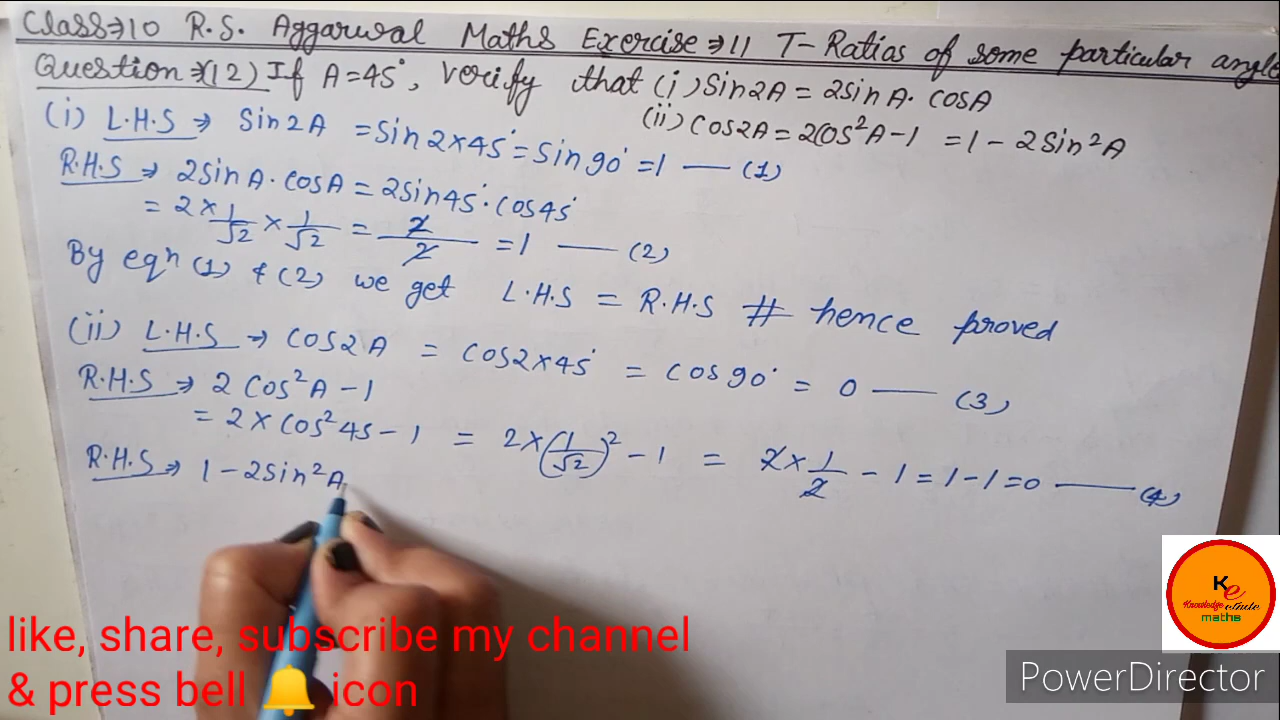 Class→10 R.S. Aggarwal Maths Exercise→11 T-Ratios of some particular angle
Question→(12) If A=45°, verify that (i) Sin2A = 2sinA. cosA
(ii) cos2A = 2cos²A-1 = 1 - 2sin²A
(i) L.H.S → Sin2A = sin2×45° = sin90° = 1 — (1)
R.H.S → 2sinA.cosA = 2sin45°.cos45°
= 2×1/√2 × 1/√2 = 2/2 = 1 — (2)
By eqn (1) & (2) we get L.H.S = R.H.S # hence proved
(ii) L.H.S → cos2A = cos2×45° = cos90° = 0 — (3)
R.H.S → 2cos²A-1
= 2×cos²45-1 = 2×(1/√2)² - 1 = 2×1/2 - 1 = 1-1=0 — (4)
R.H.S → 1-2sin²A
Ke
Knowledge etude
maths
like, share, subscribe my channel
& press bell 🔔 icon
PowerDirector